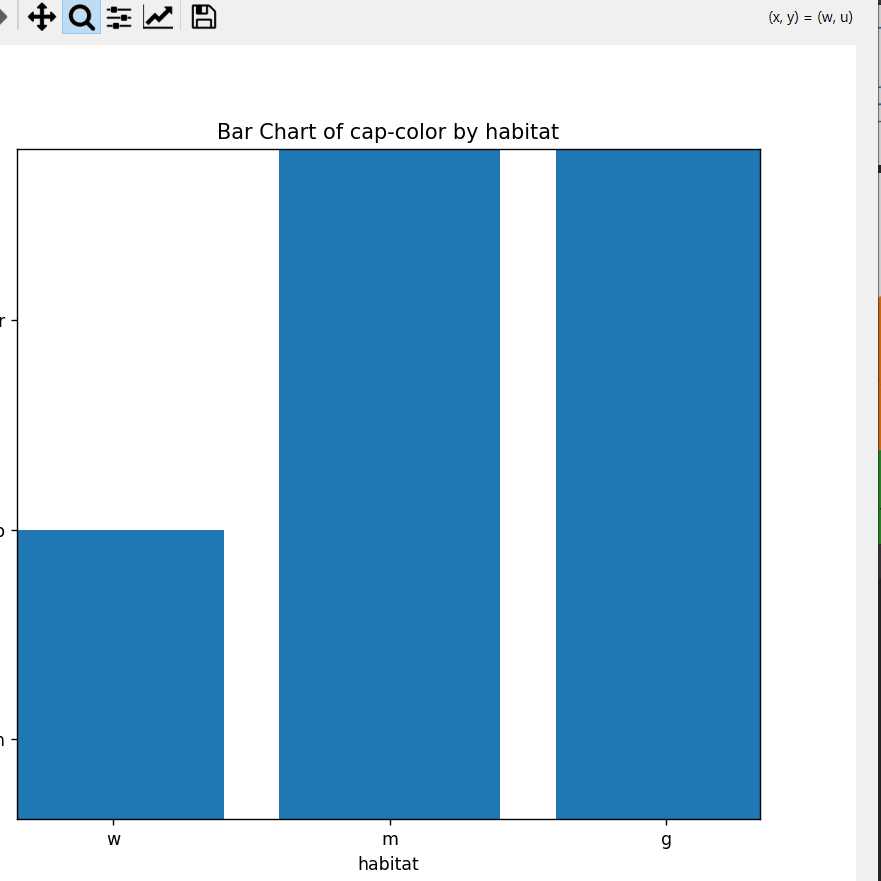 (x, y) = (w, u)
Bar Chart of cap-color by habitat
r
w m g
habitat